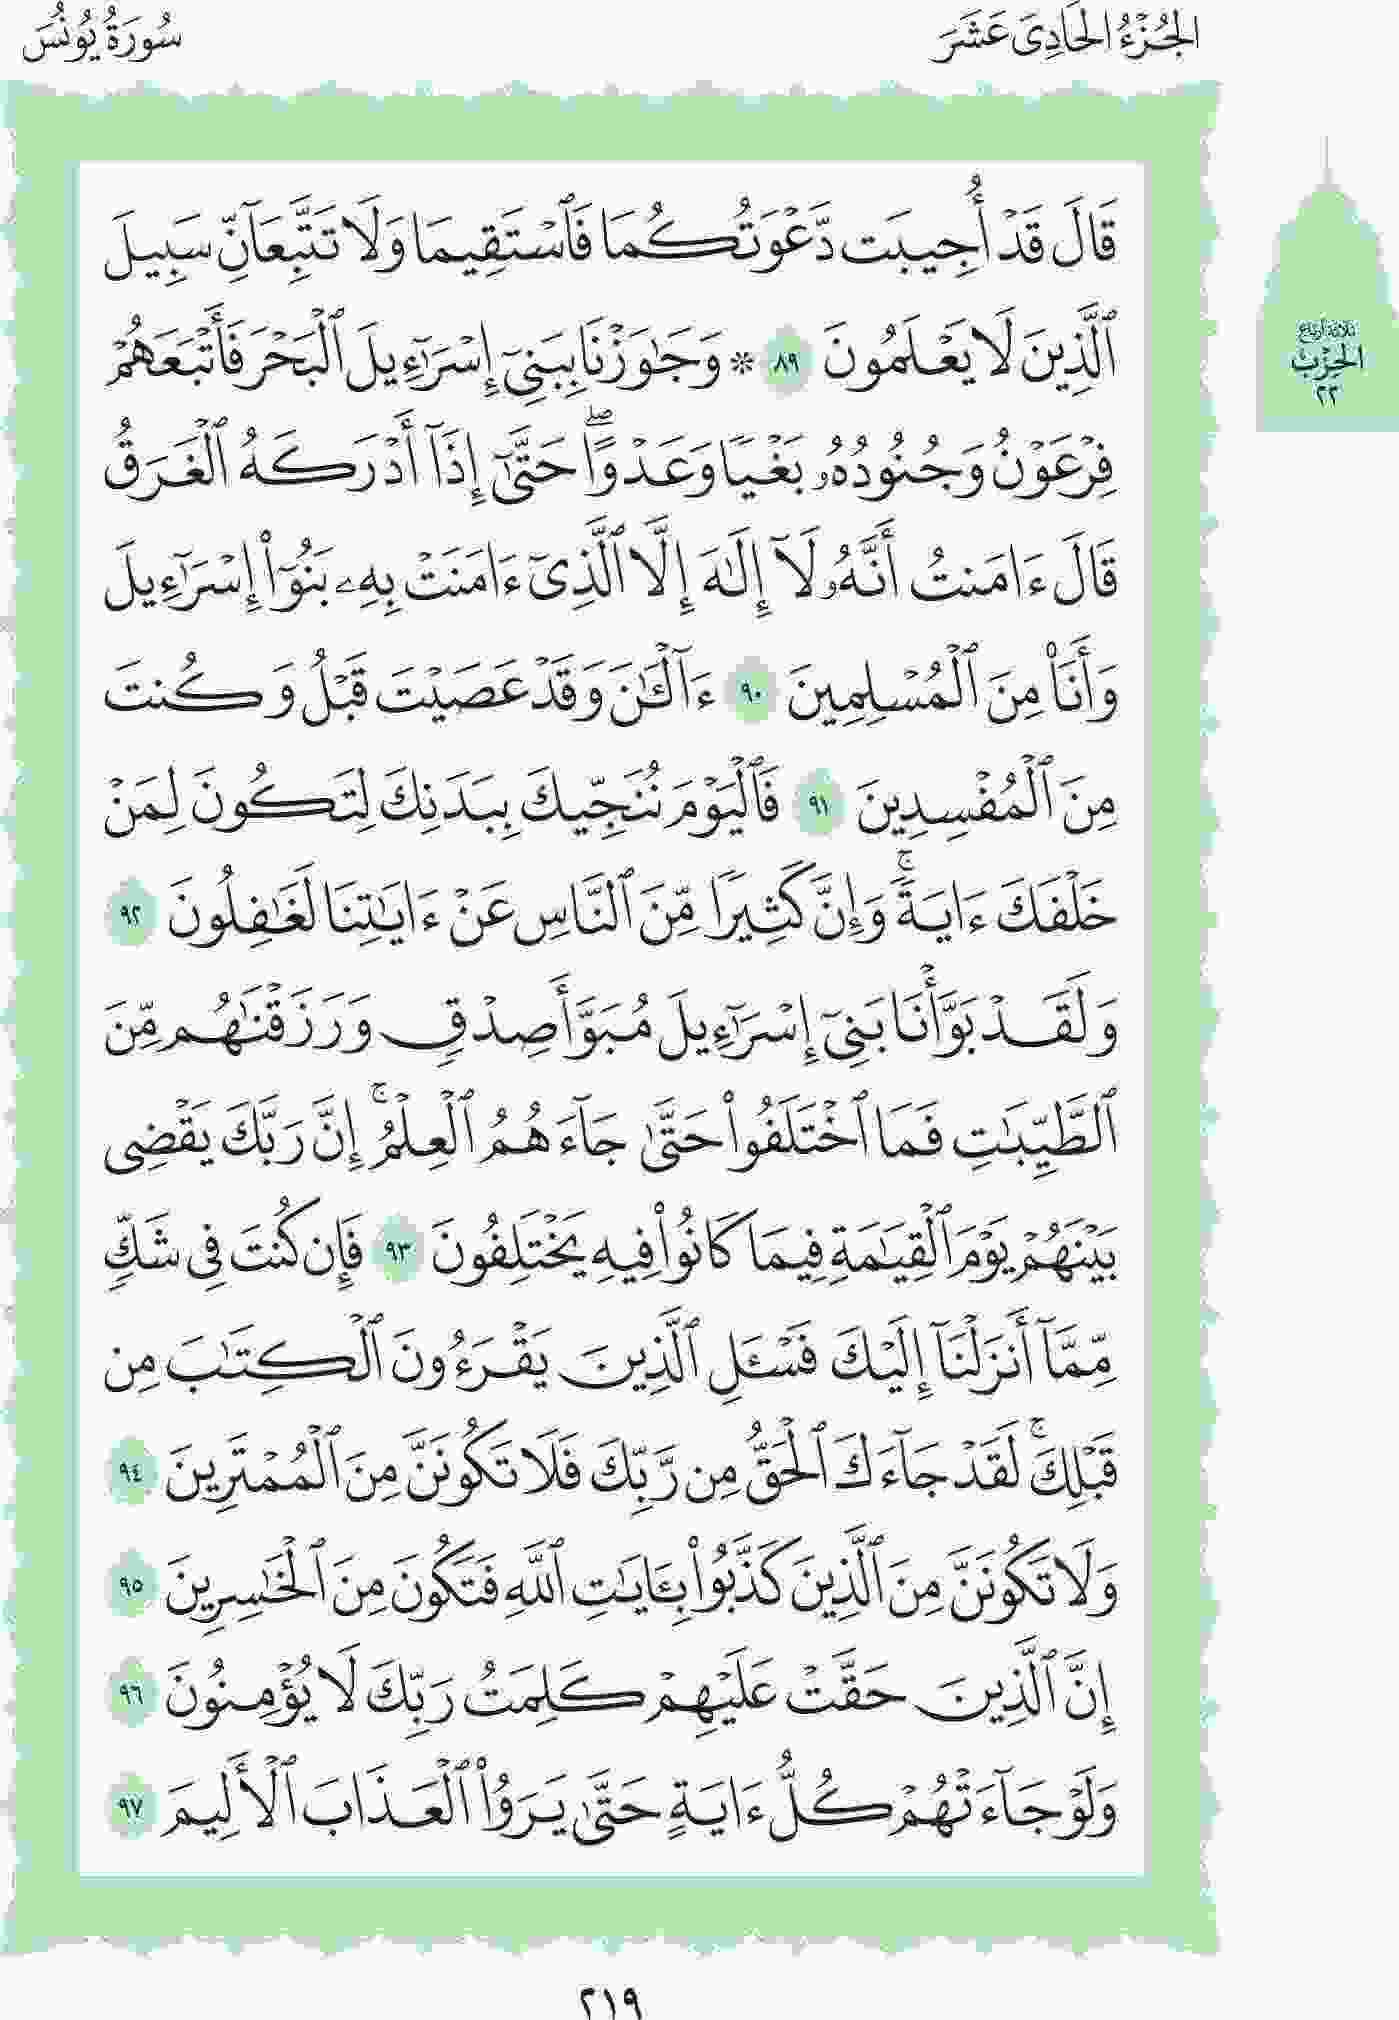 الجُزْءُ الحَادِى عَشَرَ
سُورَةُ يُونُسَ
قَالَ قَدْ أُجِيبَت دَّعْوَتُكُمَا فَٱسْتَقِيمَا وَلَا تَتَّبِعَآنِّ سَبِيلَ
ٱلَّذِينَ لَا يَعْلَمُونَ ٨٩ * وَجَٰوَزْنَا بِبَنِىٓ إِسْرَٰٓءِيلَ ٱلْبَحْرَ فَأَتْبَعَهُمْ
فِرْعَوْنُ وَجُنُودُهُۥ بَغْيًا وَعَدْوًا ۖ حَتَّىٰٓ إِذَآ أَدْرَكَهُ ٱلْغَرَقُ
قَالَ ءَامَنتُ أَنَّهُۥ لَآ إِلَٰهَ إِلَّا ٱلَّذِىٓ ءَامَنَتْ بِهِۦ بَنُوٓا۟ إِسْرَٰٓءِيلَ
وَأَنَا۠ مِنَ ٱلْمُسْلِمِينَ ٩٠ ءَآلْـَٰٔنَ وَقَدْ عَصَيْتَ قَبْلُ وَكُنتَ
مِنَ ٱلْمُفْسِدِينَ ٩١ فَٱلْيَوْمَ نُنَجِّيكَ بِبَدَنِكَ لِتَكُونَ لِمَنْ
خَلْفَكَ ءَايَةً ۚ وَإِنَّ كَثِيرًا مِّنَ ٱلنَّاسِ عَنْ ءَايَٰتِنَا لَغَٰفِلُونَ ٩٢
وَلَقَدْ بَوَّأْنَا بَنِىٓ إِسْرَٰٓءِيلَ مُبَوَّأَ صِدْقٍ وَرَزَقْنَٰهُم مِّنَ
ٱلطَّيِّبَٰتِ فَمَا ٱخْتَلَفُوا۟ حَتَّىٰ جَآءَهُمُ ٱلْعِلْمُ ۚ إِنَّ رَبَّكَ يَقْضِى
بَيْنَهُمْ يَوْمَ ٱلْقِيَٰمَةِ فِيمَا كَانُوا۟ فِيهِ يَخْتَلِفُونَ ٩٣ فَإِن كُنتَ فِى شَكٍّ
مِّمَّآ أَنزَلْنَآ إِلَيْكَ فَسْـَٔلِ ٱلَّذِينَ يَقْرَءُونَ ٱلْكِتَٰبَ مِن
قَبْلِكَ ۚ لَقَدْ جَآءَكَ ٱلْحَقُّ مِن رَّبِّكَ فَلَا تَكُونَنَّ مِنَ ٱلْمُمْتَرِينَ ٩٤
وَلَا تَكُونَنَّ مِنَ ٱلَّذِينَ كَذَّبُوا۟ بِـَٔايَٰتِ ٱللَّهِ فَتَكُونَ مِنَ ٱلْخَٰسِرِينَ ٩٥
إِنَّ ٱلَّذِينَ حَقَّتْ عَلَيْهِمْ كَلِمَتُ رَبِّكَ لَا يُؤْمِنُونَ ٩٦
وَلَوْ جَآءَتْهُمْ كُلُّ ءَايَةٍ حَتَّىٰ يَرَوُا۟ ٱلْعَذَابَ ٱلْأَلِيمَ ٩٧
ثلاثة أرباع
الحِزْب
٢٢
٢١٩